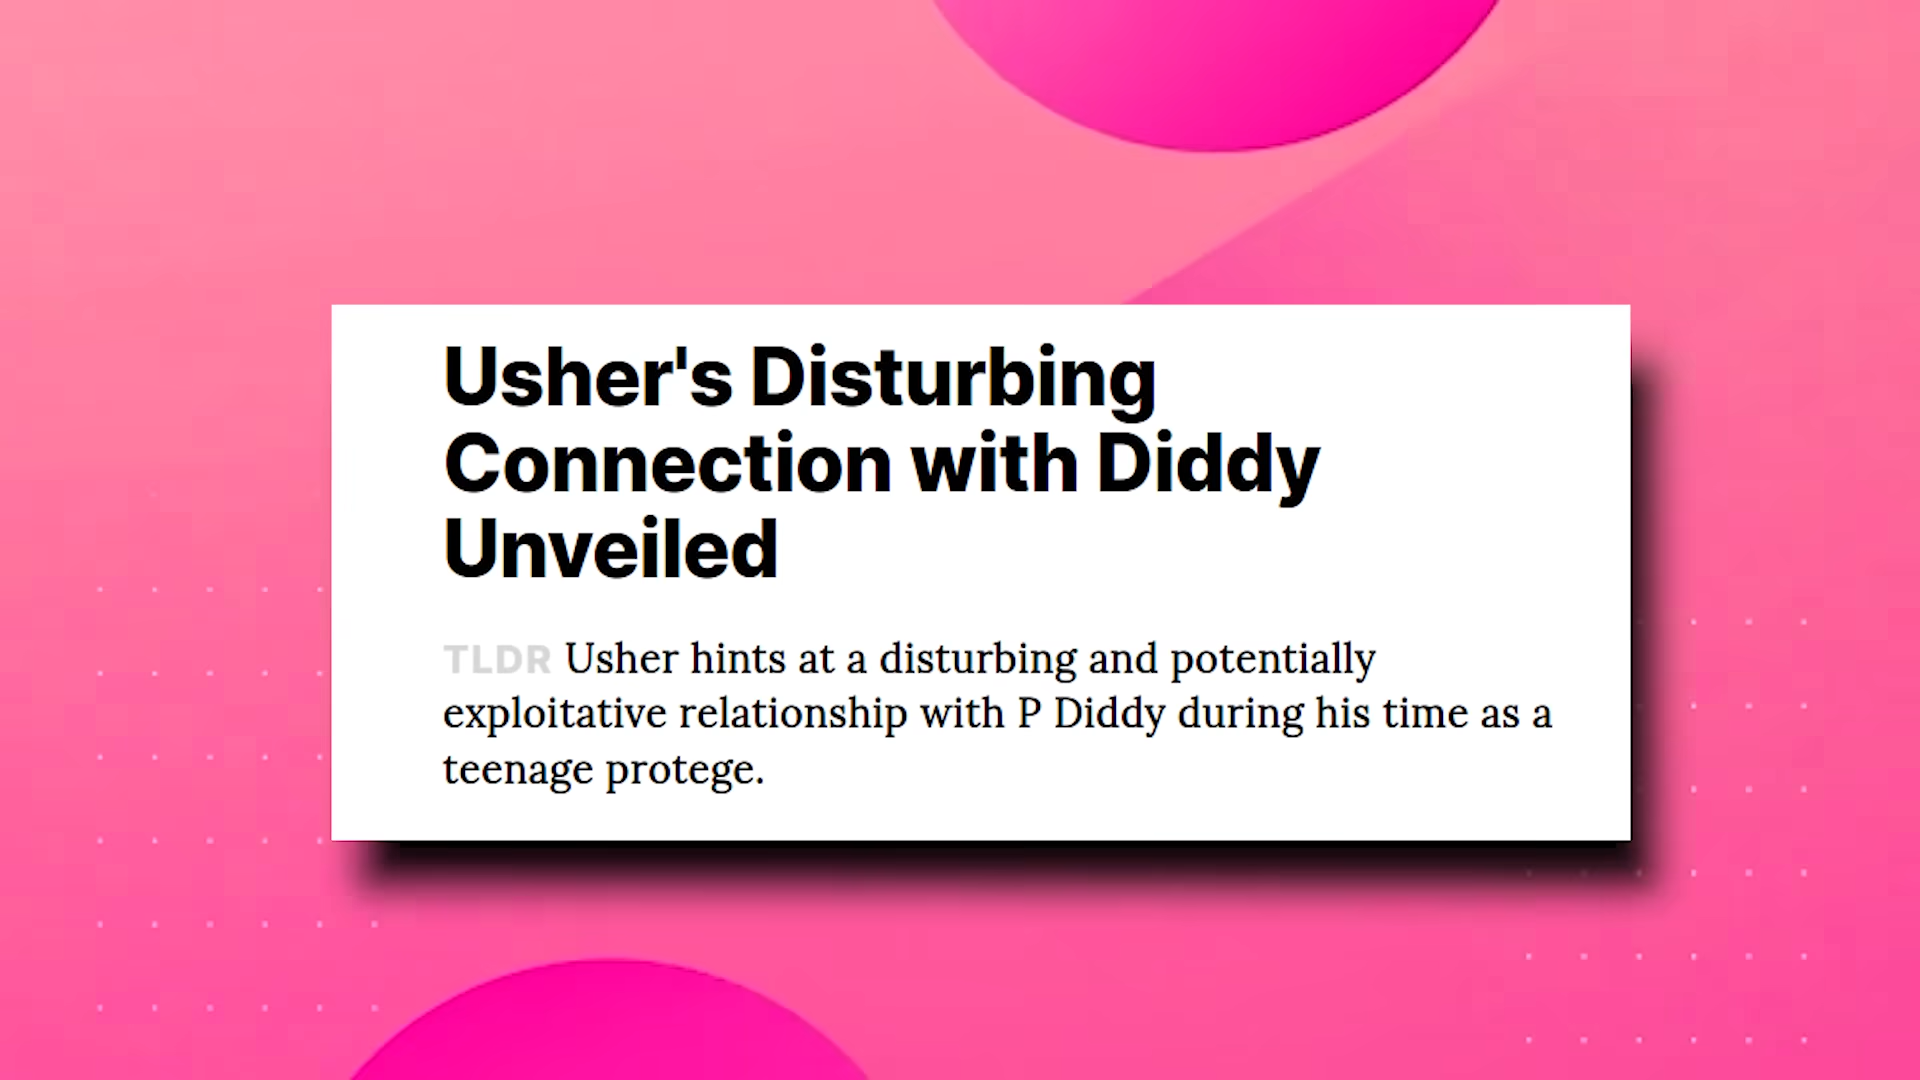 Usher's Disturbing
Connection with Diddy
Unveiled
TLDR Usher hints at a disturbing and potentially
exploitative relationship with P Diddy during his time as a
teenage protege.